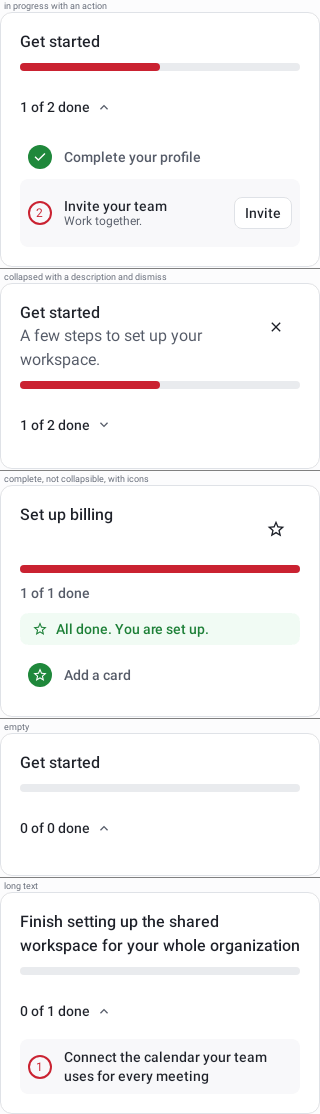 in progress with an action
Get started
1 of 2 done
Complete your profile
2
Invite your team
Work together.
Invite
collapsed with a description and dismiss
Get started
A few steps to set up your
workspace.
1 of 2 done
complete, not collapsible, with icons
Set up billing
1 of 1 done
All done. You are set up.
Add a card
empty
Get started
0 of 0 done
long text
Finish setting up the shared
workspace for your whole organization
0 of 1 done
1
Connect the calendar your team
uses for every meeting